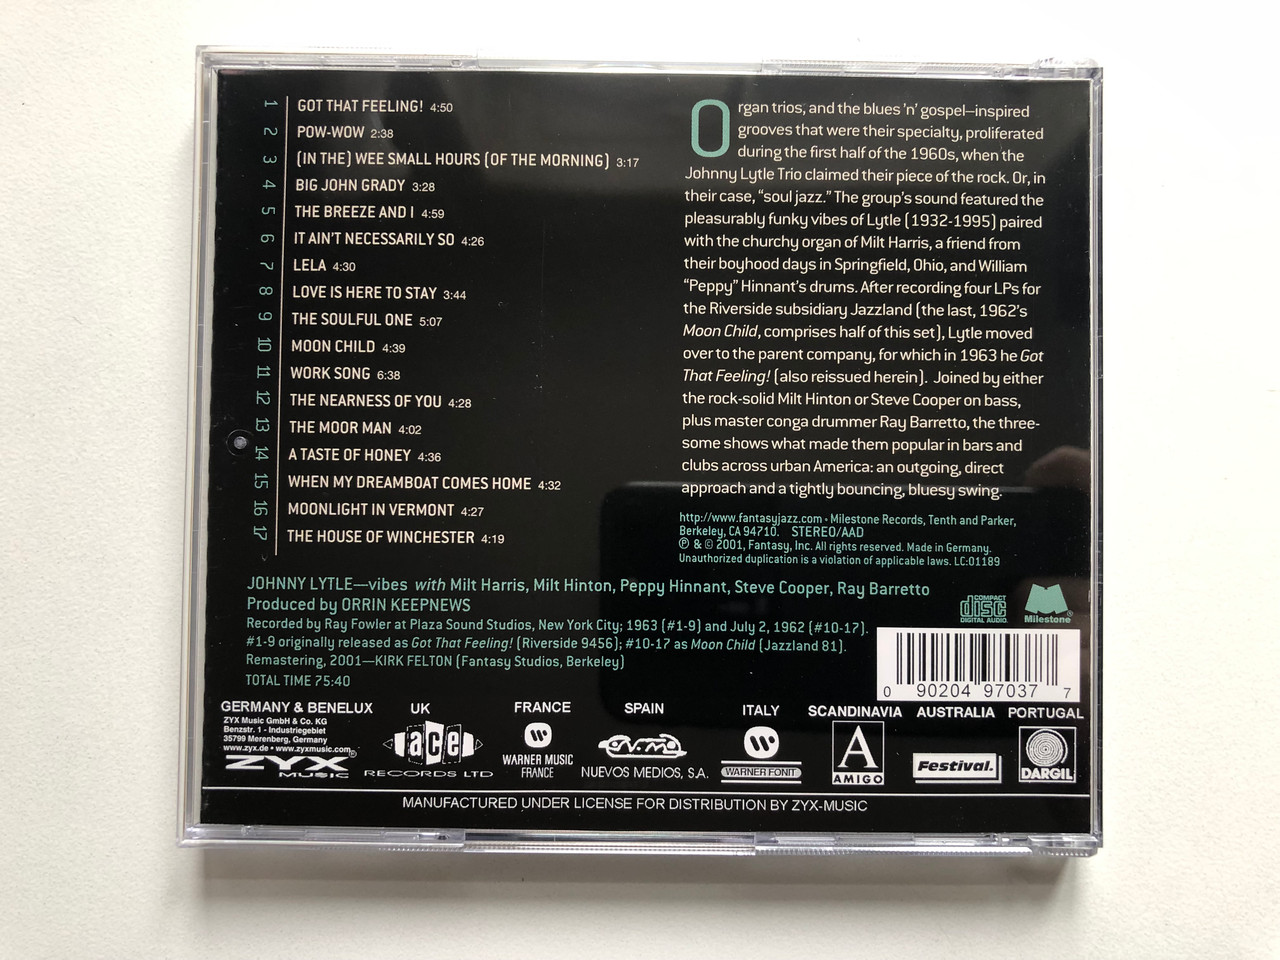 1 GOT THAT FEELING! 4:50
2 POW-WOW 2:38
3 (IN THE) WEE SMALL HOURS (OF THE MORNING) 3:17
4 BIG JOHN GRADY 3:28
5 THE BREEZE AND I 4:59
6 IT AIN'T NECESSARILY SO 4:26
7 LELA 4:30
8 LOVE IS HERE TO STAY 3:44
9 THE SOULFUL ONE 5:07
10 MOON CHILD 4:39
11 WORK SONG 6:38
12 THE NEARNESS OF YOU 4:28
13 THE MOOR MAN 4:02
14 A TASTE OF HONEY 4:36
15 WHEN MY DREAMBOAT COMES HOME 4:32
16 MOONLIGHT IN VERMONT 4:27
17 THE HOUSE OF WINCHESTER 4:19
Organ trios, and the blues 'n' gospel–inspired
grooves that were their specialty, proliferated
during the first half of the 1960s, when the
Johnny Lytle Trio claimed their piece of the rock. Or, in
their case, "soul jazz." The group's sound featured the
pleasurably funky vibes of Lytle (1932-1995) paired
with the churchy organ of Milt Harris, a friend from
their boyhood days in Springfield, Ohio, and William
"Peppy" Hinnant's drums. After recording four LPs for
the Riverside subsidiary Jazzland (the last, 1962's
Moon Child, comprises half of this set), Lytle moved
over to the parent company, for which in 1963 he Got
That Feeling! (also reissued herein). Joined by either
the rock-solid Milt Hinton or Steve Cooper on bass,
plus master conga drummer Ray Barretto, the three-
some shows what made them popular in bars and
clubs across urban America: an outgoing, direct
approach and a tightly bouncing, bluesy swing.
http://www.fantasyjazz.com • Milestone Records, Tenth and Parker,
Berkeley, CA 94710. STEREO/AAD
℗ & © 2001, Fantasy, Inc. All rights reserved. Made in Germany.
Unauthorized duplication is a violation of applicable laws. LC:01189
JOHNNY LYTLE—vibes with Milt Harris, Milt Hinton, Peppy Hinnant, Steve Cooper, Ray Barretto
Produced by ORRIN KEEPNEWS
Recorded by Ray Fowler at Plaza Sound Studios, New York City; 1963 (#1-9) and July 2, 1962 (#10-17).
#1-9 originally released as Got That Feeling! (Riverside 9456); #10-17 as Moon Child (Jazzland 81).
Remastering, 2001—KIRK FELTON (Fantasy Studios, Berkeley)
TOTAL TIME 75:40
COMPACT
disc
DIGITAL AUDIO
Milestone
0 90204 97037 7
GERMANY & BENELUX
ZYX Music GmbH & Co. KG
Benzstr. 1 - Industriegebiet
35799 Merenberg, Germany
www.zyx.de • www.zyxmusic.com
ZYX
MUSIC
UK
ace
RECORDS LTD
FRANCE
WARNER MUSIC
FRANCE
SPAIN
NUEVOS MEDIOS, S.A.
ITALY
WARNER FONIT
SCANDINAVIA
A
AMIGO
AUSTRALIA
Festival.
PORTUGAL
DARGIL
MANUFACTURED UNDER LICENSE FOR DISTRIBUTION BY ZYX-MUSIC